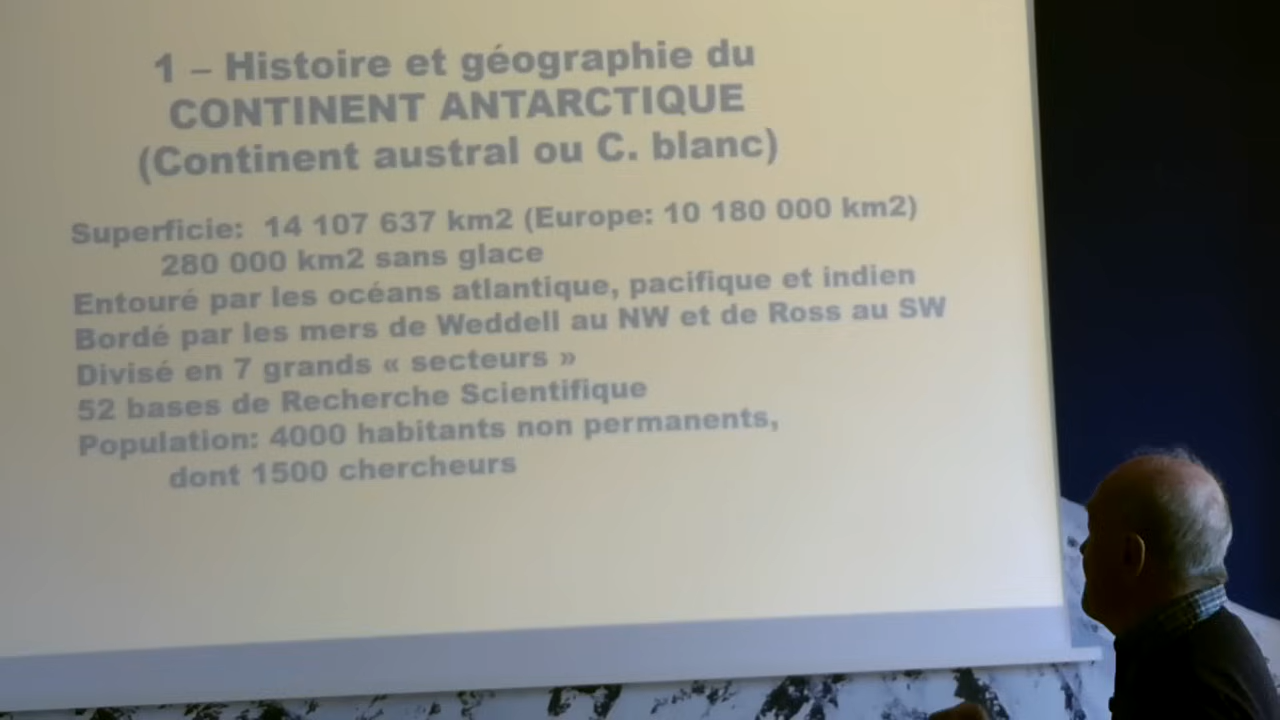 1 – Histoire et géographie du
CONTINENT ANTARCTIQUE
(Continent austral ou C. blanc)
Superficie: 14 107 637 km2 (Europe: 10 180 000 km2)
280 000 km2 sans glace
Entouré par les océans atlantique, pacifique et indien
Bordé par les mers de Weddell au NW et de Ross au SW
Divisé en 7 grands « secteurs »
52 bases de Recherche Scientifique
Population: 4000 habitants non permanents,
dont 1500 chercheurs